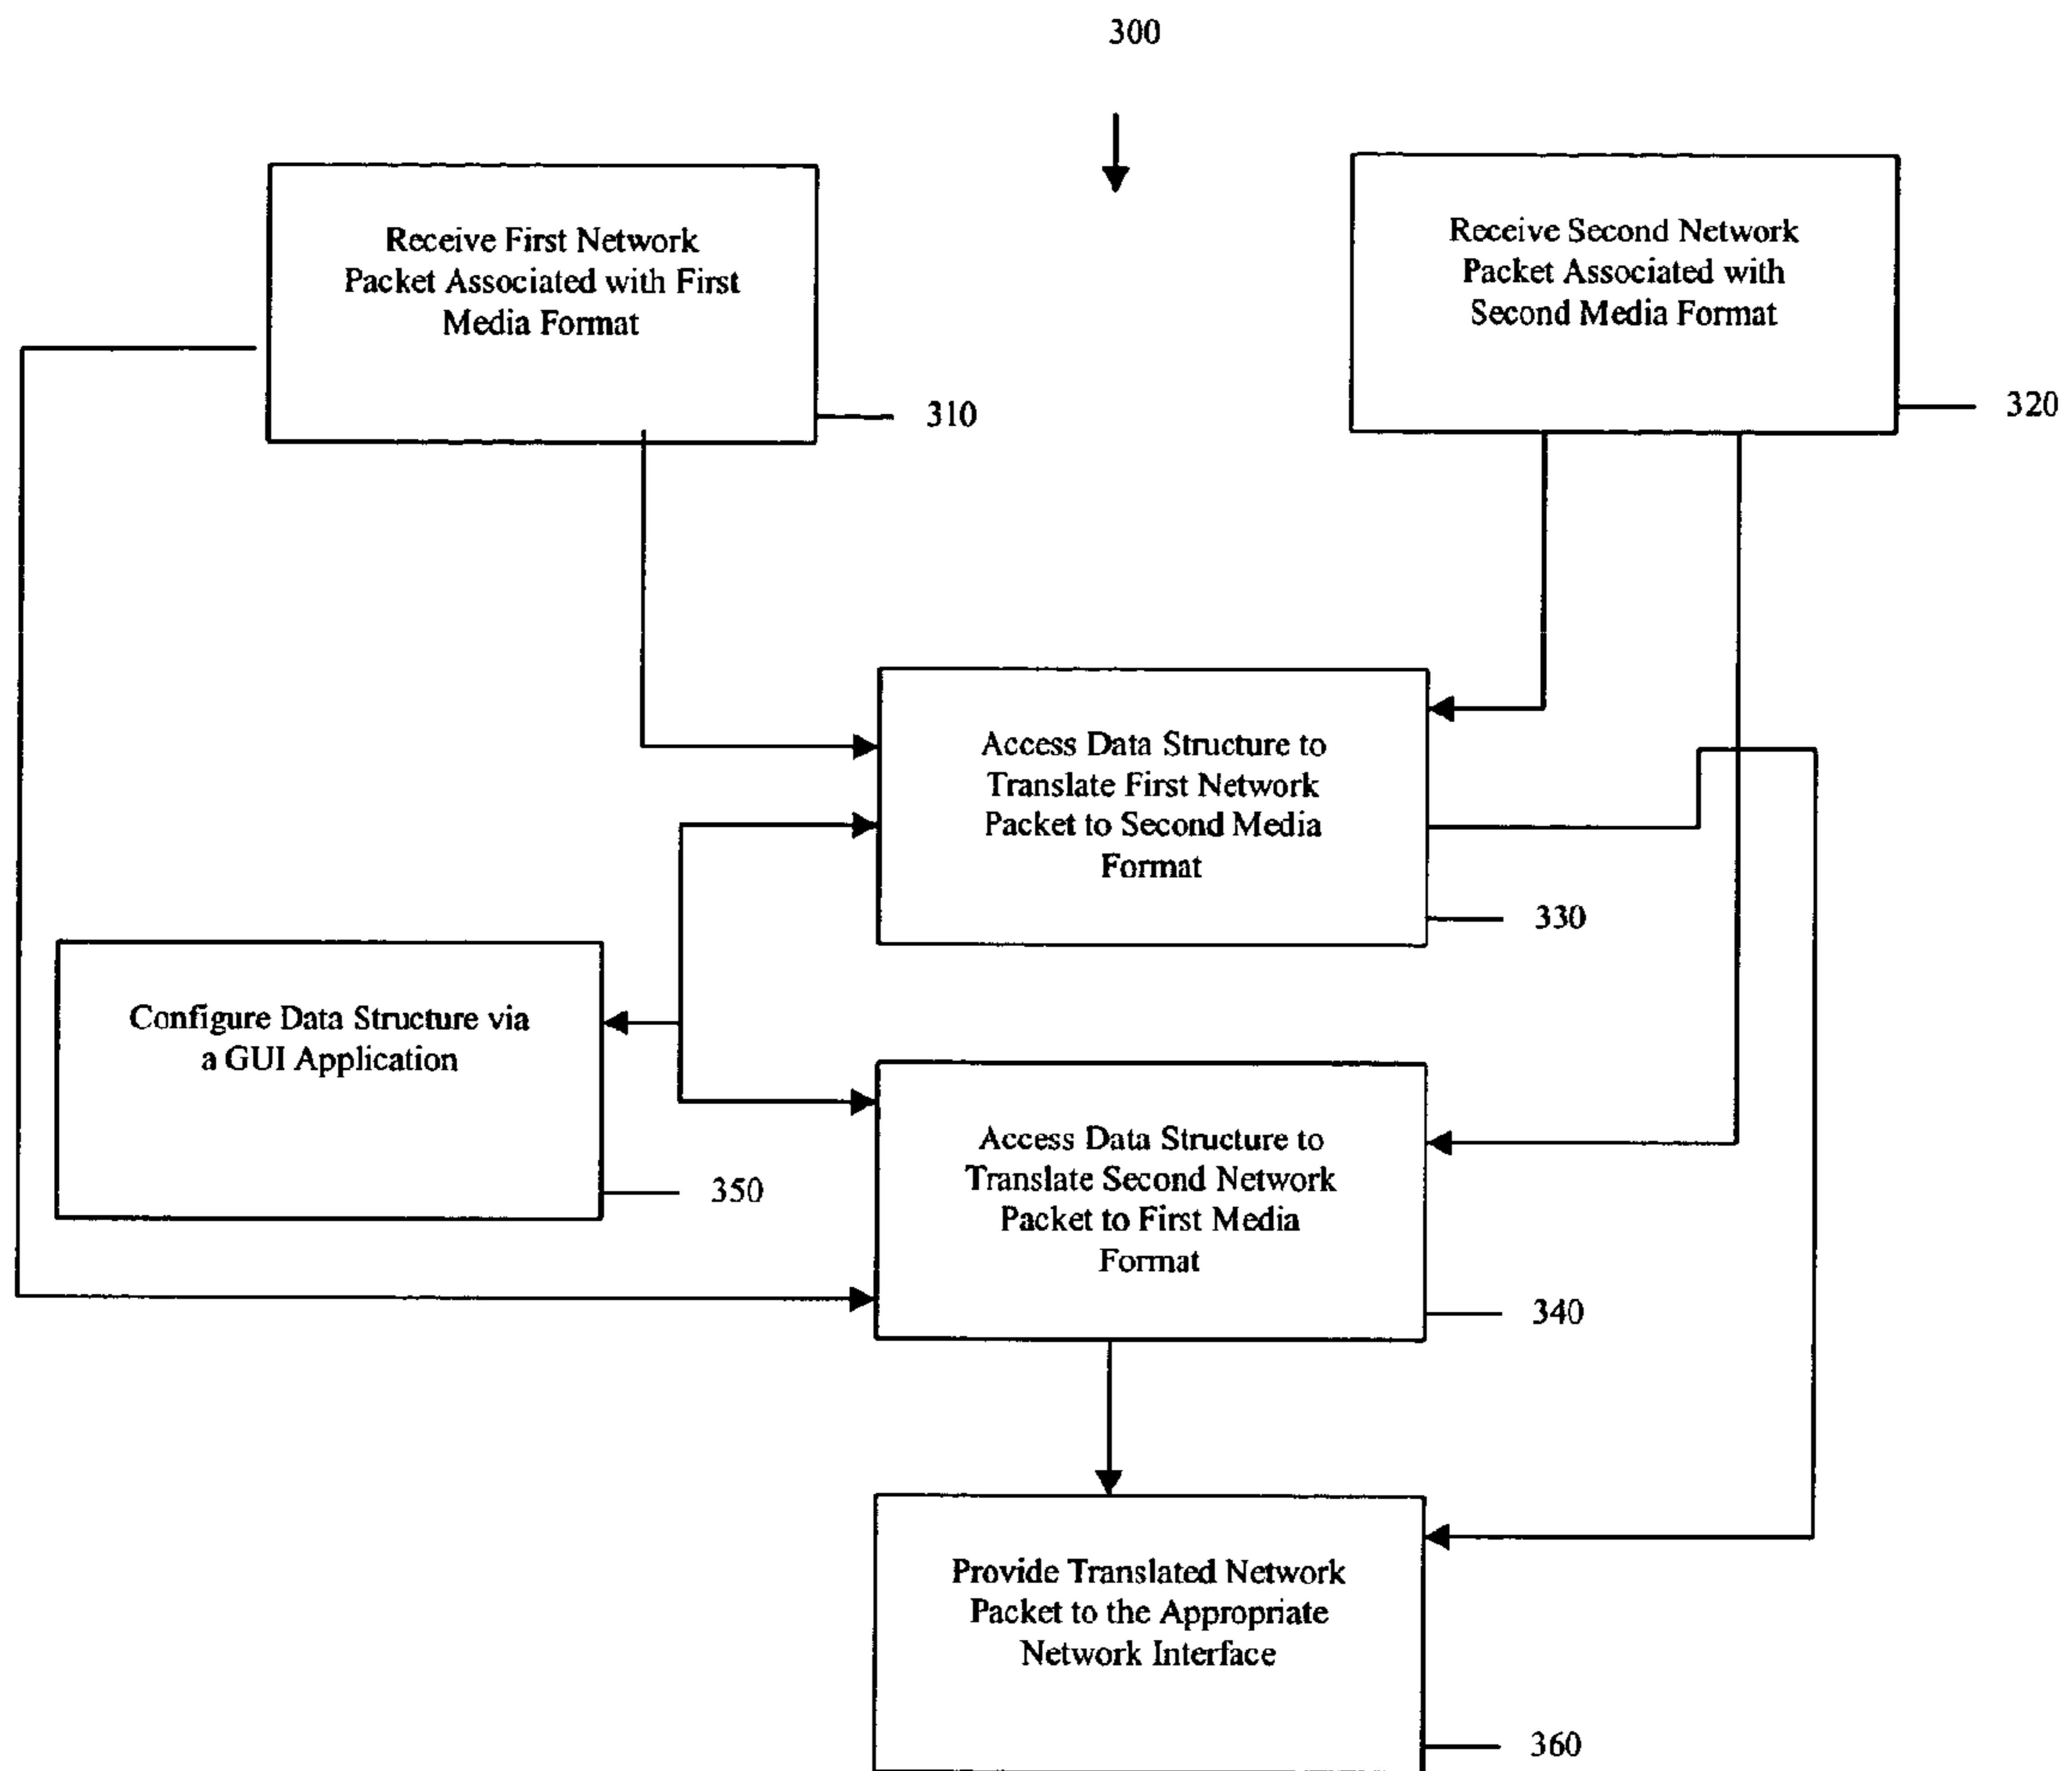 300
Receive First Network
Packet Associated with First
Media Format
310
Receive Second Network
Packet Associated with
Second Media Format
320
Access Data Structure to
Translate First Network
Packet to Second Media
Format
330
Configure Data Structure via
a GUI Application
350
Access Data Structure to
Translate Second Network
Packet to First Media
Format
340
Provide Translated Network
Packet to the Appropriate
Network Interface
360